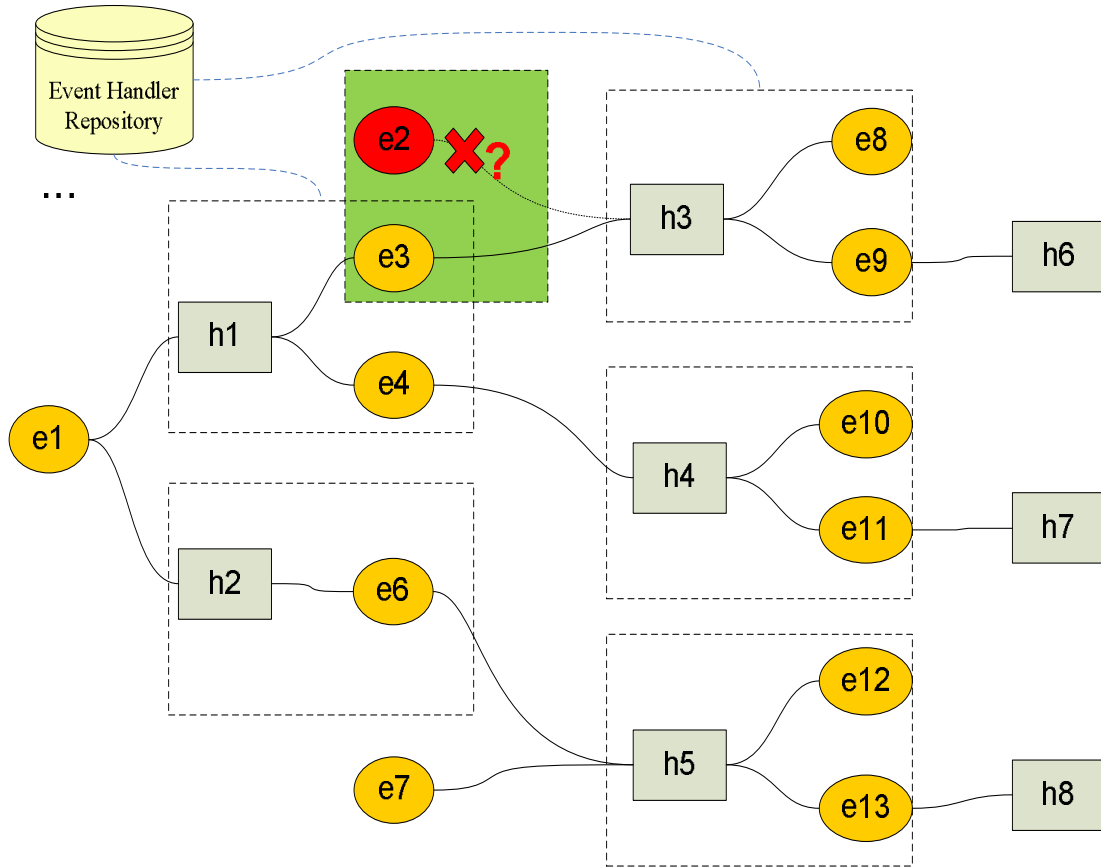 Event Handler
Repository
...
e2
?
e8
h3
e3
e9
h6
h1
e4
e10
e1
h4
e11
h7
h2
e6
e12
h5
e7
e13
h8